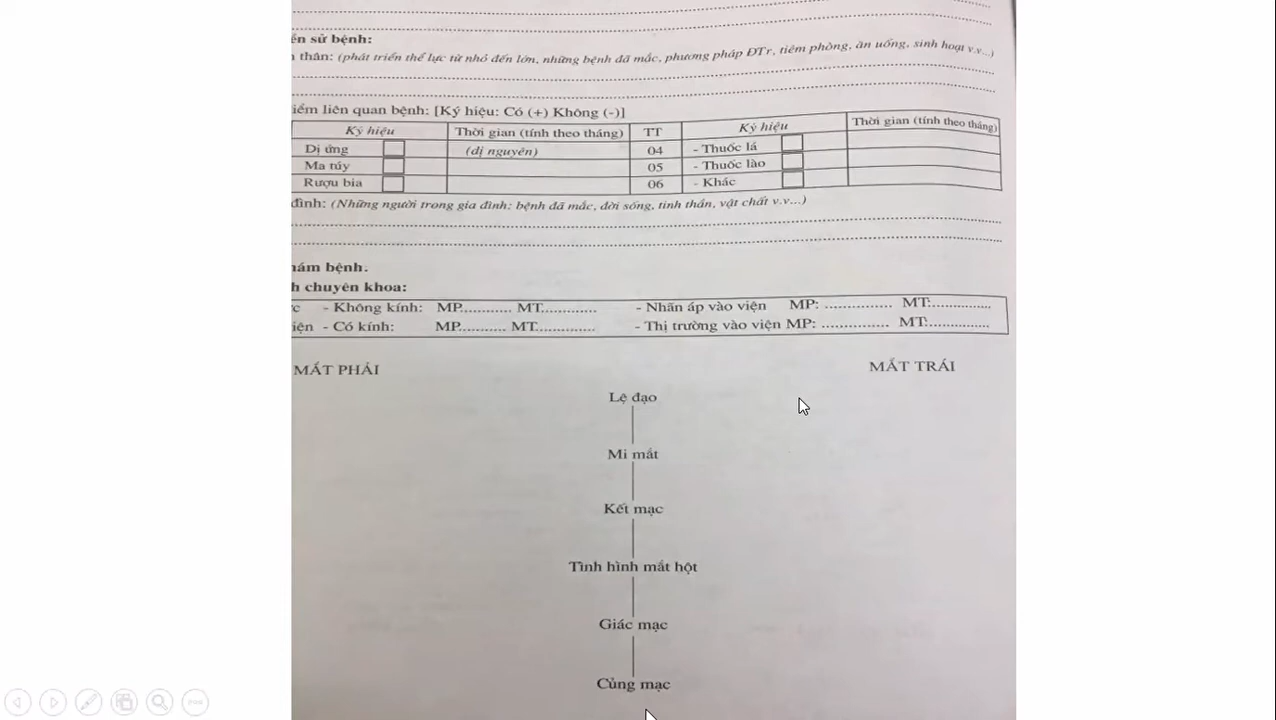 ển sử bệnh:
n thân: (phát triển thể lực từ nhỏ đến lớn, những bệnh đã mắc, phương pháp ĐTr, tiêm phòng, ăn uống, sinh hoạt v.v...)
iểm liên quan bệnh: [Ký hiệu: Có (+) Không (-)]
Ký hiệu Thời gian (tính theo tháng) TT Ký hiệu Thời gian (tính theo tháng)
Dị ứng (dị nguyên) 04 - Thuốc lá
Ma túy 05 - Thuốc lào
Rượu bia 06 - Khác
đình: (Những người trong gia đình: bệnh đã mắc, đời sống, tinh thần, vật chất v.v...)
hám bệnh.
h chuyên khoa:
c - Không kính: MP........... MT............. - Nhãn áp vào viện MP: ............... MT:..............
iện - Có kính: MP........... MT............. - Thị trường vào viện MP: ............... MT:..............
MẮT PHẢI MẮT TRÁI
Lệ đạo
Mi mắt
Kết mạc
Tình hình mắt hột
Giác mạc
Củng mạc